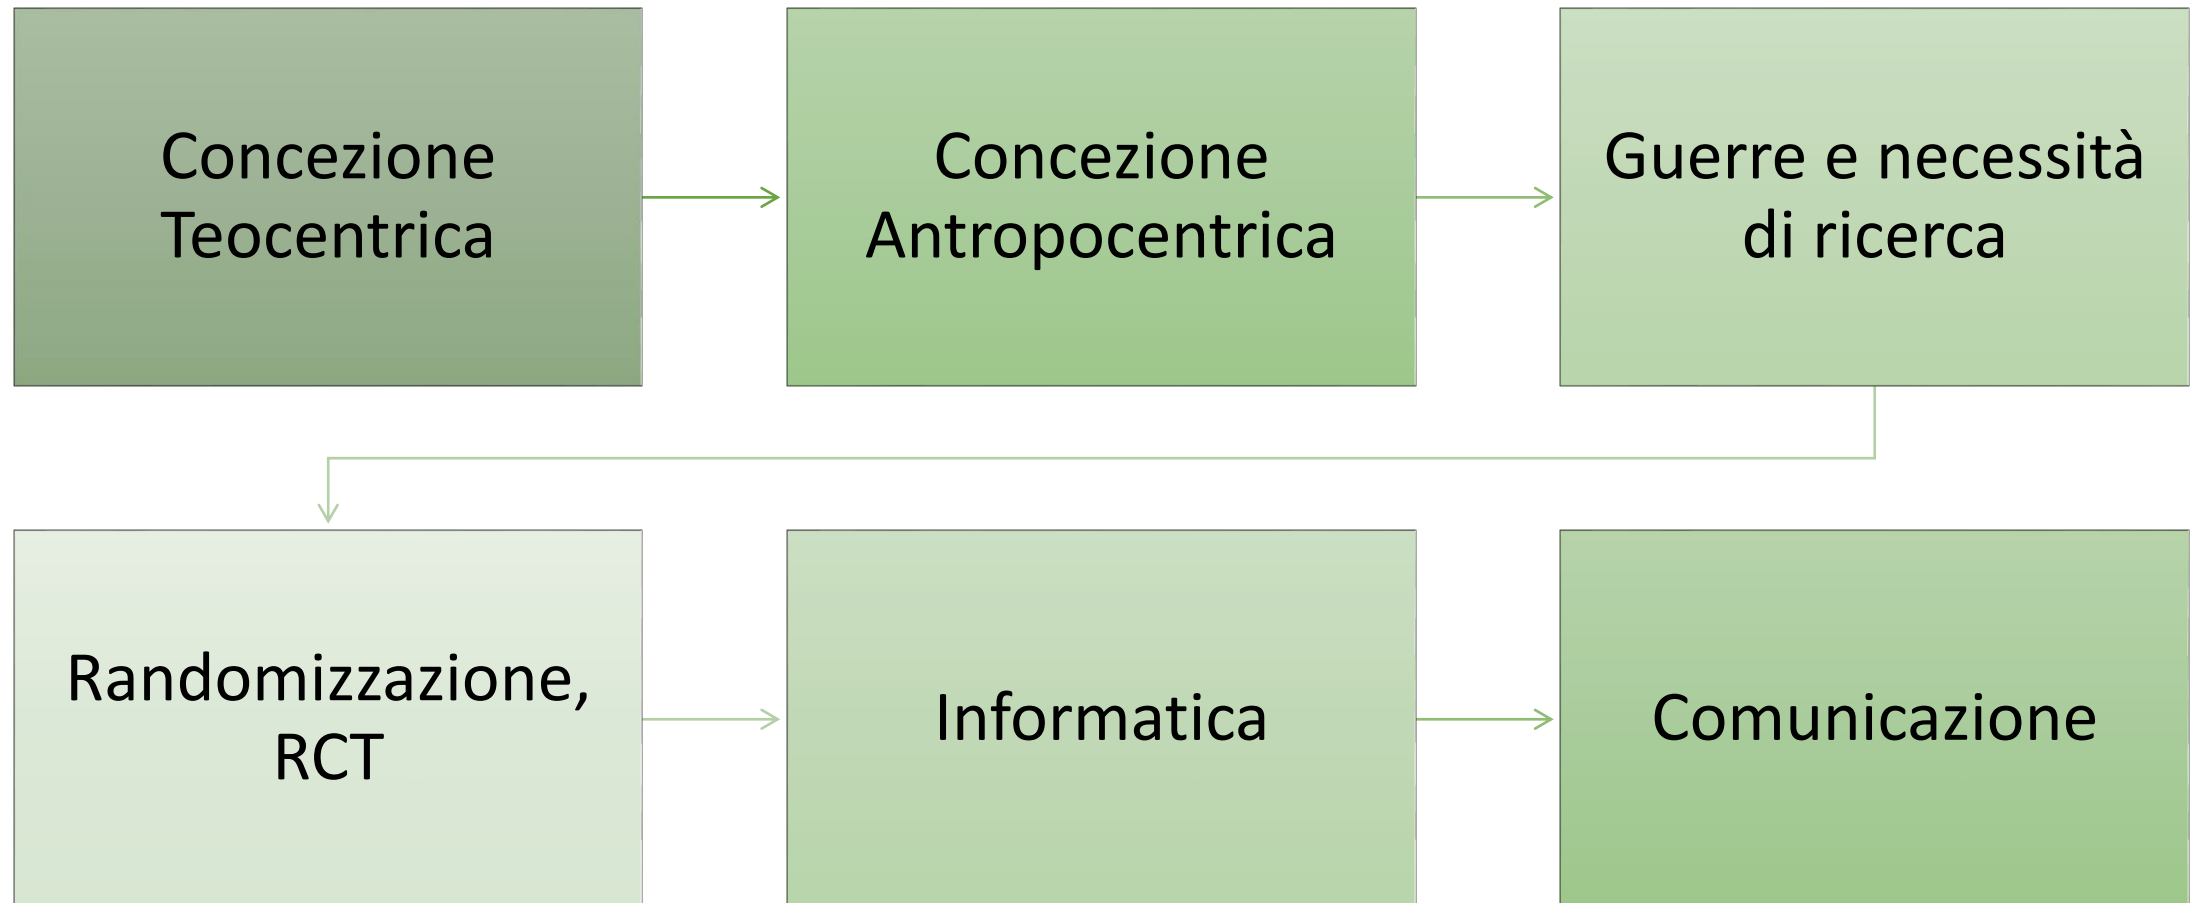 Concezione
Teocentrica
Concezione
Antropocentrica
Guerre e necessità
di ricerca
Randomizzazione,
RCT
Informatica
Comunicazione